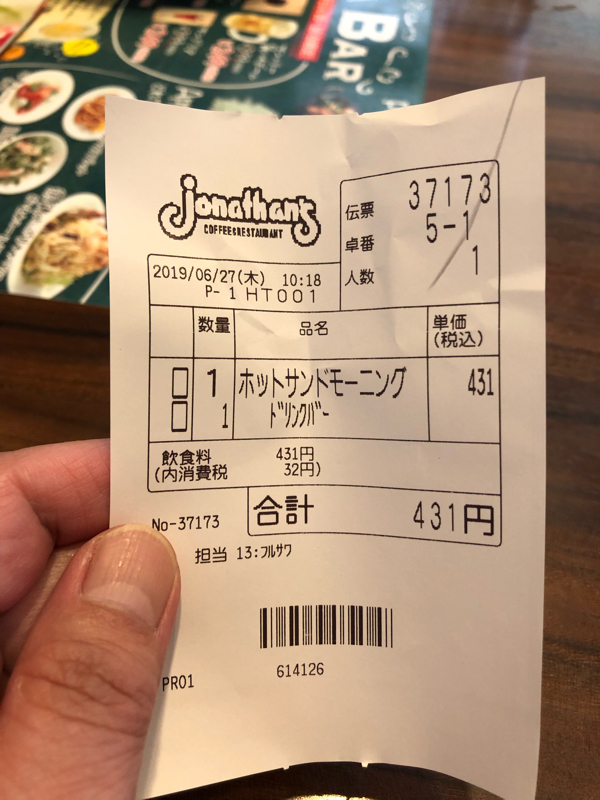 BAR
Jonathan's
COFFEE&RESTAURANT
伝票 37173
卓番 5-1
人数 1
2019/06/27(木) 10:18
P- 1 HT001
数量 品名 単価(税込)
1 ホットサンドモーニング 431
1 ドリンクバー
飲食料 431円
(内消費税 32円)
合計 431円
No-37173
担当 13:フルサワ
614126
PR01